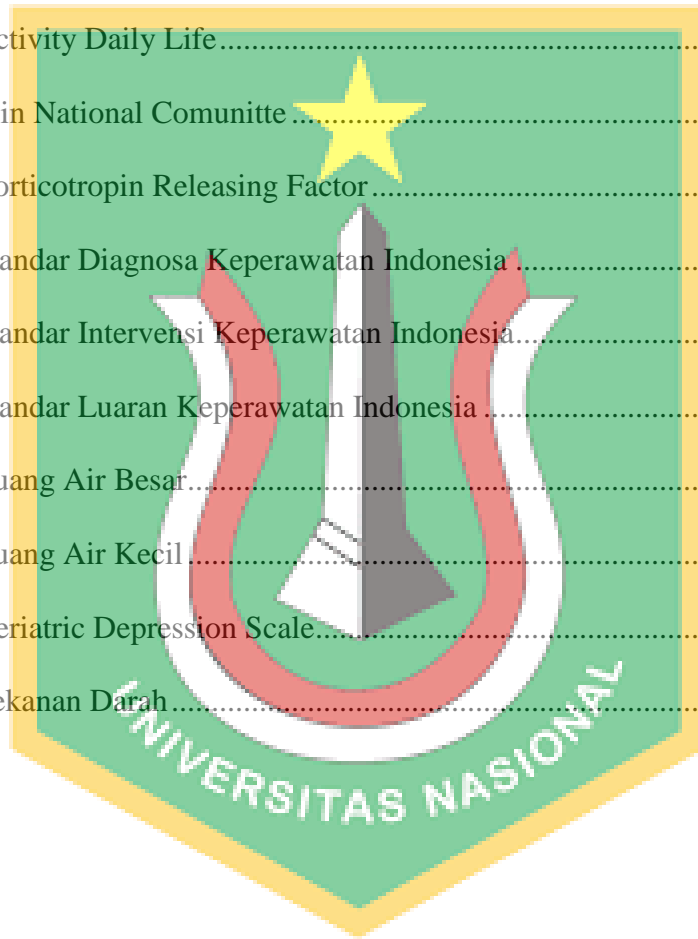 ctivity Daily Life
in National Comunitte
orticotropin Releasing Factor
andar Diagnosa Keperawatan Indonesia
andar Intervensi Keperawatan Indonesia
andar Luaran Keperawatan Indonesia
uang Air Besar
uang Air Kecil
eriatric Depression Scale
ekanan Darah
UNIVERSITAS NASIONAL